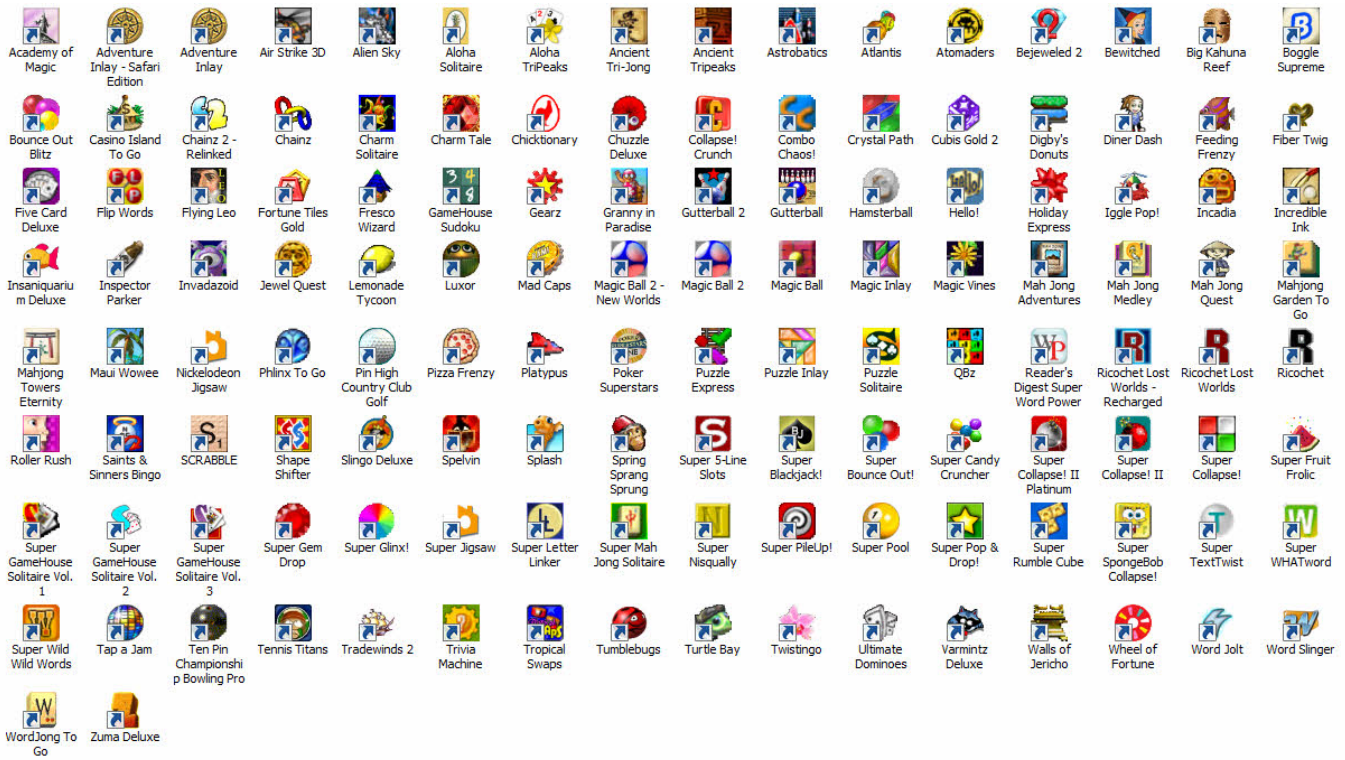 Academy of
Magic
Adventure
Inlay - Safari
Edition
Adventure
Inlay
Air Strike 3D
Alien Sky
Aloha
Solitaire
Aloha
TriPeaks
Ancient
Tri-Jong
Ancient
Tripeaks
Astrobatics
Atlantis
Atomaders
Bejeweled 2
Bewitched
Big Kahuna
Reef
Boggle
Supreme
Bounce Out
Blitz
Casino Island
To Go
Chainz 2 -
Relinked
Chainz
Charm
Solitaire
Charm Tale
Chicktionary
Chuzzle
Deluxe
Collapse!
Crunch
Combo
Chaos!
Crystal Path
Cubis Gold 2
Digby's
Donuts
Diner Dash
Feeding
Frenzy
Fiber Twig
Five Card
Deluxe
Flip Words
Flying Leo
Fortune Tiles
Gold
Fresco
Wizard
GameHouse
Sudoku
Gearz
Granny in
Paradise
Gutterball 2
Gutterball
Hamsterball
Hello!
Holiday
Express
Iggle Pop!
Incadia
Incredible
Ink
Insaniquariu
m Deluxe
Inspector
Parker
Invadazoid
Jewel Quest
Lemonade
Tycoon
Luxor
Mad Caps
Magic Ball 2 -
New Worlds
Magic Ball 2
Magic Ball
Magic Inlay
Magic Vines
Mah Jong
Adventures
Mah Jong
Medley
Mah Jong
Quest
Mahjong
Garden To
Go
Mahjong
Towers
Eternity
Maui Wowee
Nickelodeon
Jigsaw
Phlinx To Go
Pin High
Country Club
Golf
Pizza Frenzy
Platypus
Poker
Superstars
Puzzle
Express
Puzzle Inlay
Puzzle
Solitaire
QBz
Reader's
Digest Super
Word Power
Ricochet Lost
Worlds -
Recharged
Ricochet Lost
Worlds
Ricochet
Roller Rush
Saints &
Sinners Bingo
SCRABBLE
Shape
Shifter
Slingo Deluxe
Spelvin
Splash
Spring
Sprang
Sprung
Super 5-Line
Slots
Super
Blackjack!
Super
Bounce Out!
Super Candy
Cruncher
Super
Collapse! II
Platinum
Super
Collapse! II
Super
Collapse!
Super Fruit
Frolic
Super
GameHouse
Solitaire Vol.
1
Super
GameHouse
Solitaire Vol.
2
Super
GameHouse
Solitaire Vol.
3
Super Gem
Drop
Super Glinx!
Super Jigsaw
Super Letter
Linker
Super Mah
Jong Solitaire
Super
Nisqually
Super PileUp!
Super Pool
Super Pop &
Drop!
Super
Rumble Cube
Super
SpongeBob
Collapse!
Super
TextTwist
Super
WHATword
Super Wild
Wild Words
Tap a Jam
Ten Pin
Championshi
p Bowling Pro
Tennis Titans
Tradewinds 2
Trivia
Machine
Tropical
Swaps
Tumblebugs
Turtle Bay
Twistingo
Ultimate
Dominoes
Varmintz
Deluxe
Walls of
Jericho
Wheel of
Fortune
Word Jolt
Word Slinger
WordJong To
Go
Zuma Deluxe